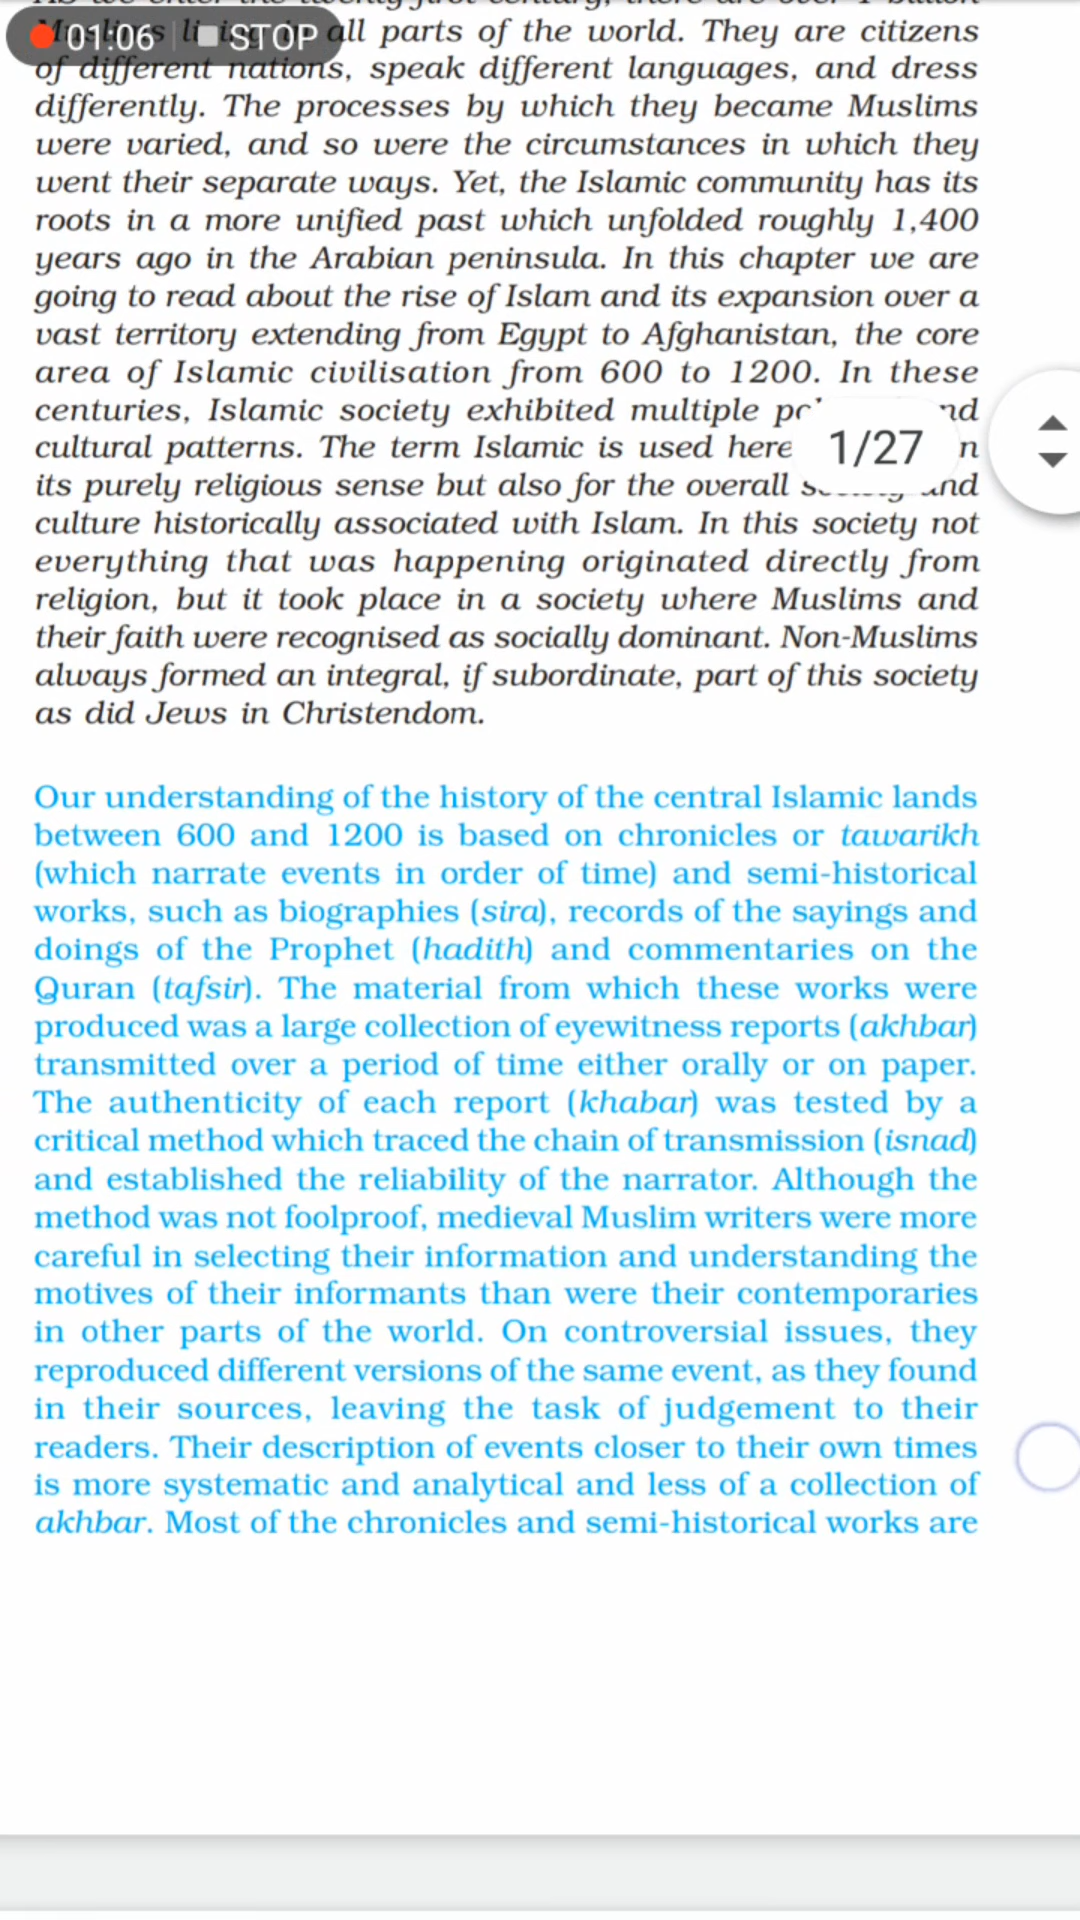 01:06 STOP all parts of the world. They are citizens
of different nations, speak different languages, and dress
differently. The processes by which they became Muslims
were varied, and so were the circumstances in which they
went their separate ways. Yet, the Islamic community has its
roots in a more unified past which unfolded roughly 1,400
years ago in the Arabian peninsula. In this chapter we are
going to read about the rise of Islam and its expansion over a
vast territory extending from Egypt to Afghanistan, the core
area of Islamic civilisation from 600 to 1200. In these
centuries, Islamic society exhibited multiple
cultural patterns. The term Islamic is used here 1/27
its purely religious sense but also for the overall
culture historically associated with Islam. In this society not
everything that was happening originated directly from
religion, but it took place in a society where Muslims and
their faith were recognised as socially dominant. Non-Muslims
always formed an integral, if subordinate, part of this society
as did Jews in Christendom.
Our understanding of the history of the central Islamic lands
between 600 and 1200 is based on chronicles or tawarikh
(which narrate events in order of time) and semi-historical
works, such as biographies (sira), records of the sayings and
doings of the Prophet (hadith) and commentaries on the
Quran (tafsir). The material from which these works were
produced was a large collection of eyewitness reports (akhbar)
transmitted over a period of time either orally or on paper.
The authenticity of each report (khabar) was tested by a
critical method which traced the chain of transmission (isnad)
and established the reliability of the narrator. Although the
method was not foolproof, medieval Muslim writers were more
careful in selecting their information and understanding the
motives of their informants than were their contemporaries
in other parts of the world. On controversial issues, they
reproduced different versions of the same event, as they found
in their sources, leaving the task of judgement to their
readers. Their description of events closer to their own times
is more systematic and analytical and less of a collection of
akhbar. Most of the chronicles and semi-historical works are